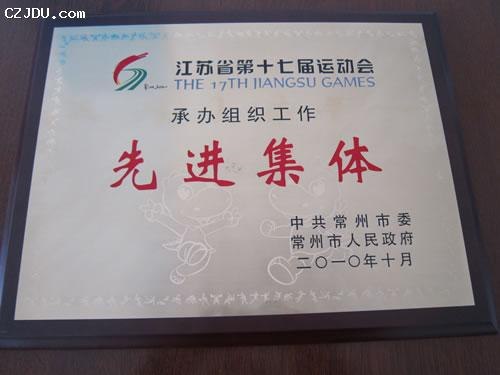 CZJDU.COM
江苏省第十七届运动会
THE 17TH JIANGSU GAMES
承办组织工作
先进集体
中共常州市委
常州市人民政府
二〇一〇年十月